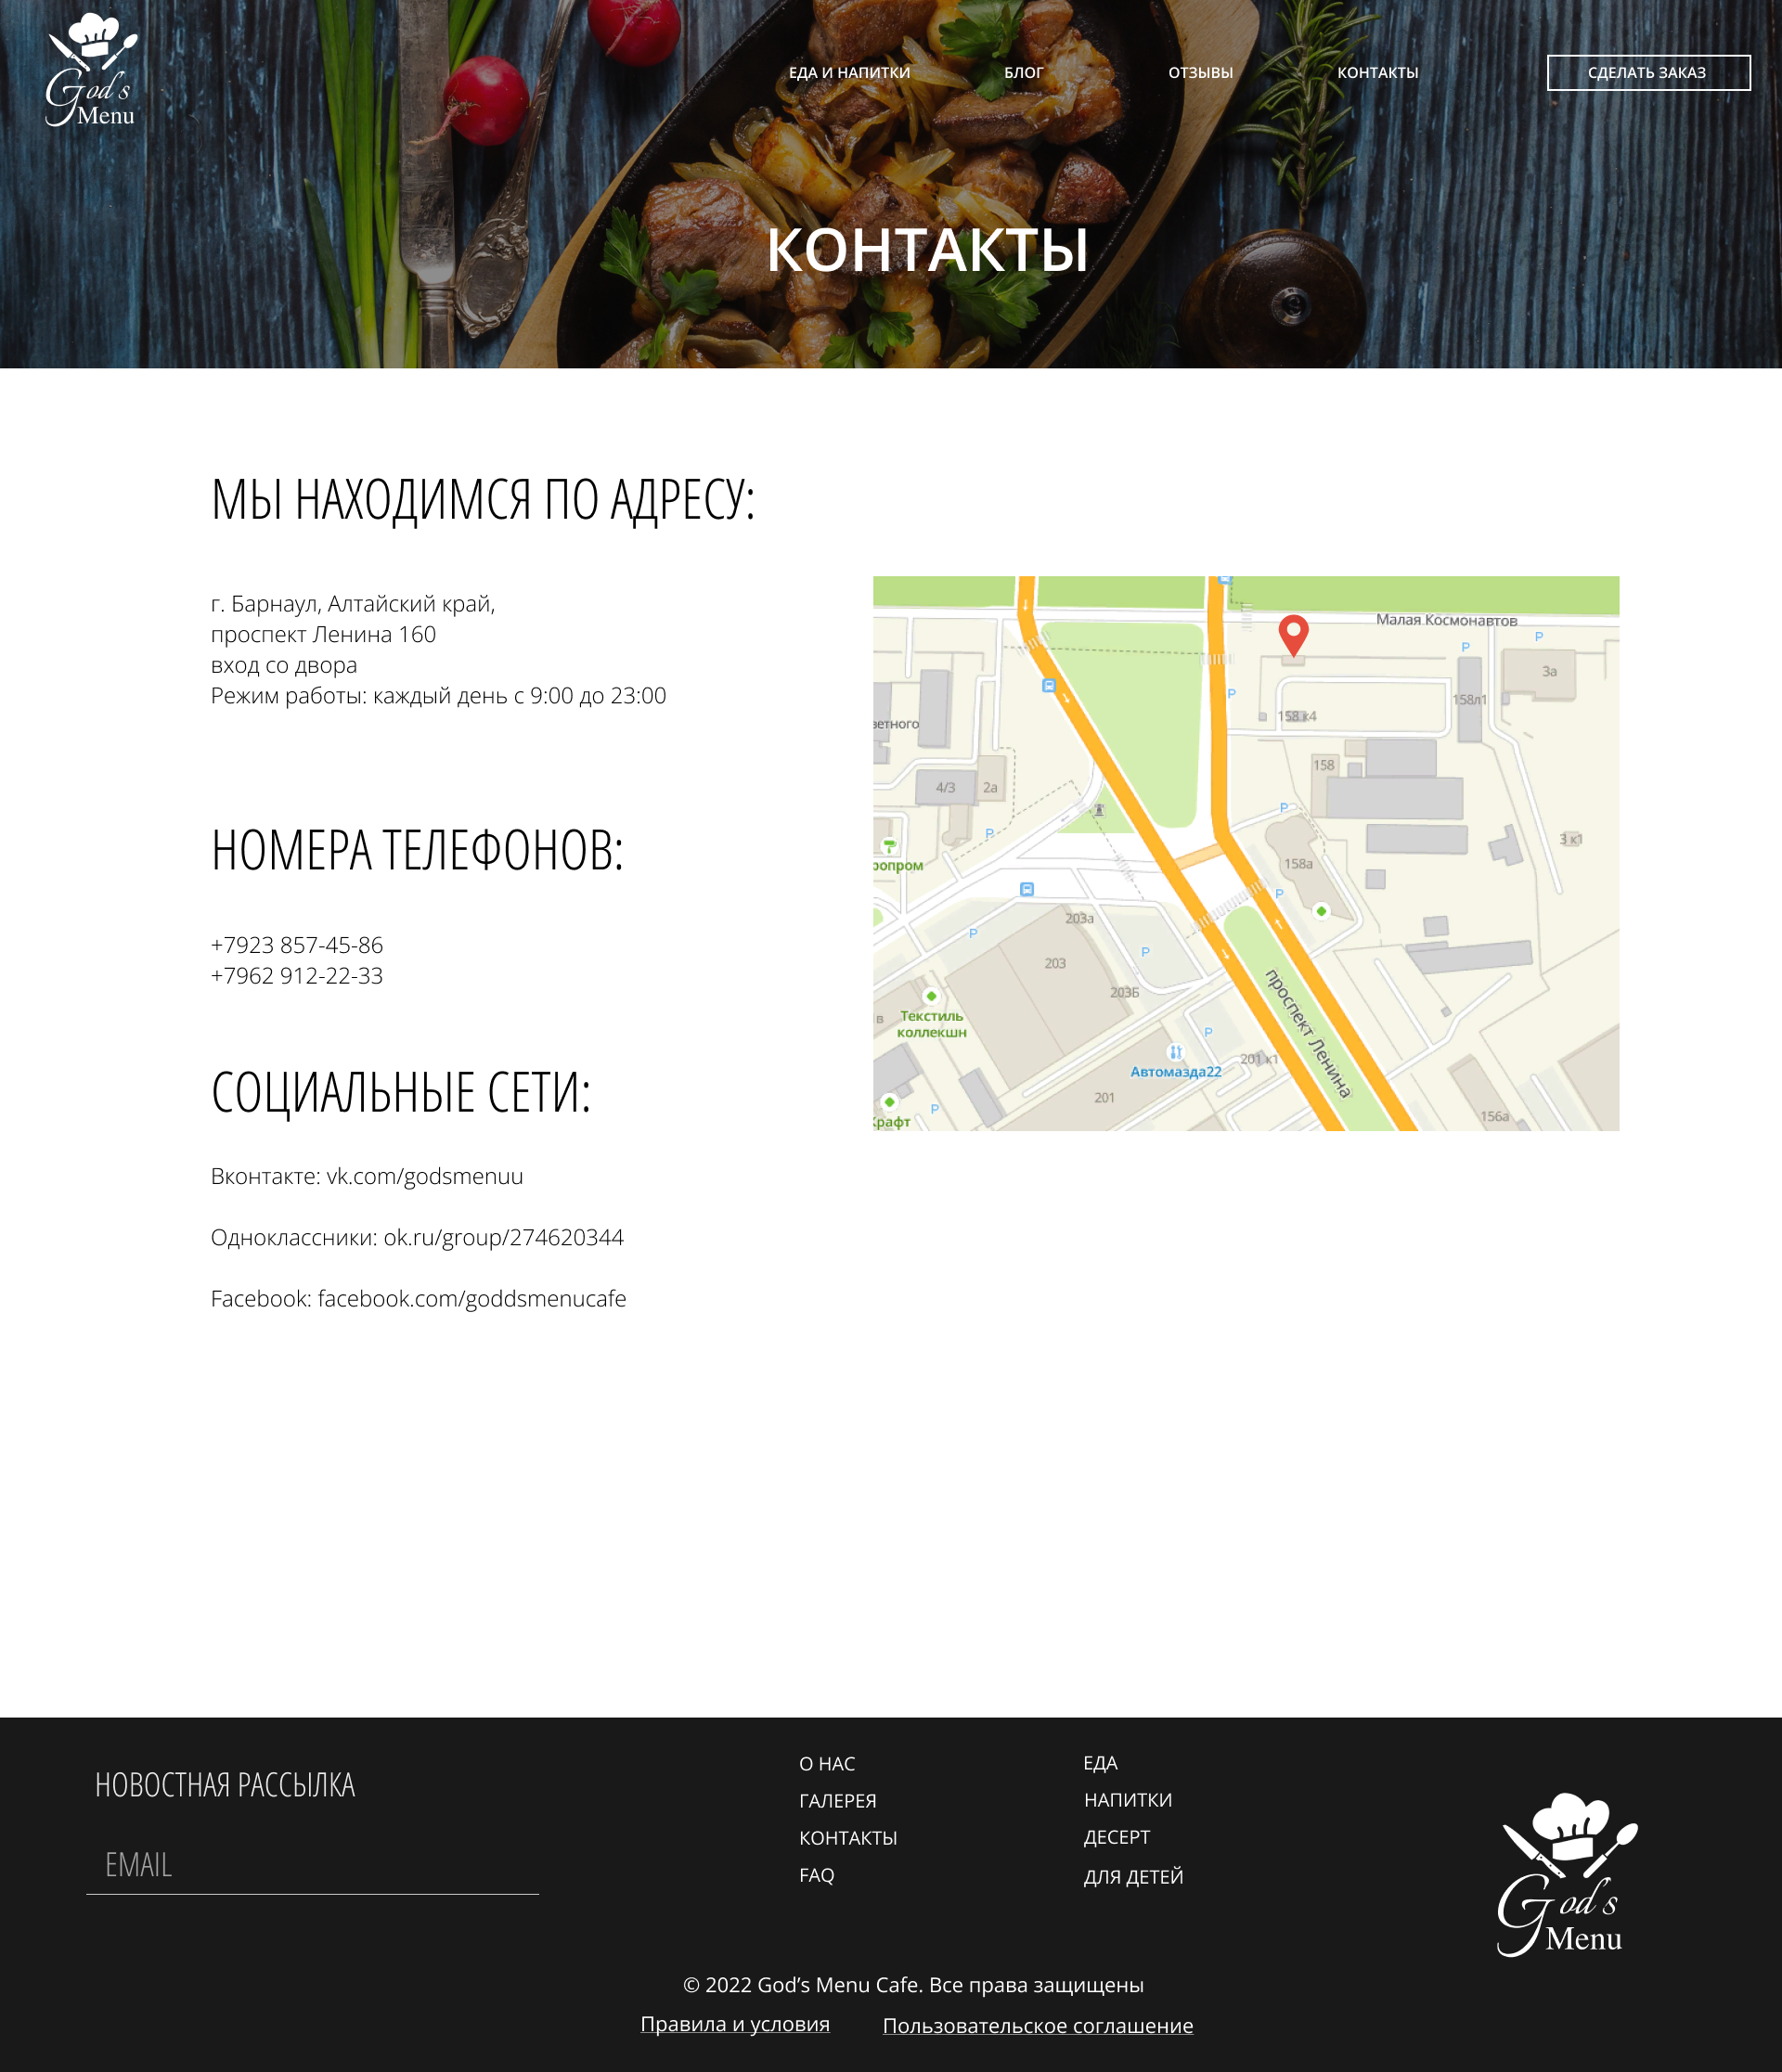 God's
Menu
ЕДА И НАПИТКИ
БЛОГ
ОТЗЫВЫ
КОНТАКТЫ
СДЕЛАТЬ ЗАКАЗ
КОНТАКТЫ
МЫ НАХОДИМСЯ ПО АДРЕСУ:
г. Барнаул, Алтайский край,
проспект Ленина 160
вход со двора
Режим работы: каждый день с 9:00 до 23:00
НОМЕРА ТЕЛЕФОНОВ:
+7923 857-45-86
+7962 912-22-33
СОЦИАЛЬНЫЕ СЕТИ:
Вконтакте: vk.com/godsmenuu
Одноклассники: ok.ru/group/274620344
Facebook: facebook.com/goddsmenucafe
Малая Космонавтов
P
P
3а
P
158л1
158 к4
ветного
158
4/3
2а
P
P
3 к1
ропром
158а
P
203а
P
P
203
203Б
проспект Ленина
в
Текстиль
коллекшн
P
201 к1
Автомазда22
201
P
156а
Крафт
НОВОСТНАЯ РАССЫЛКА
EMAIL
О НАС
ГАЛЕРЕЯ
КОНТАКТЫ
FAQ
ЕДА
НАПИТКИ
ДЕСЕРТ
ДЛЯ ДЕТЕЙ
God's
Menu
© 2022 God’s Menu Cafe. Все права защищены
Правила и условия
Пользовательское соглашение